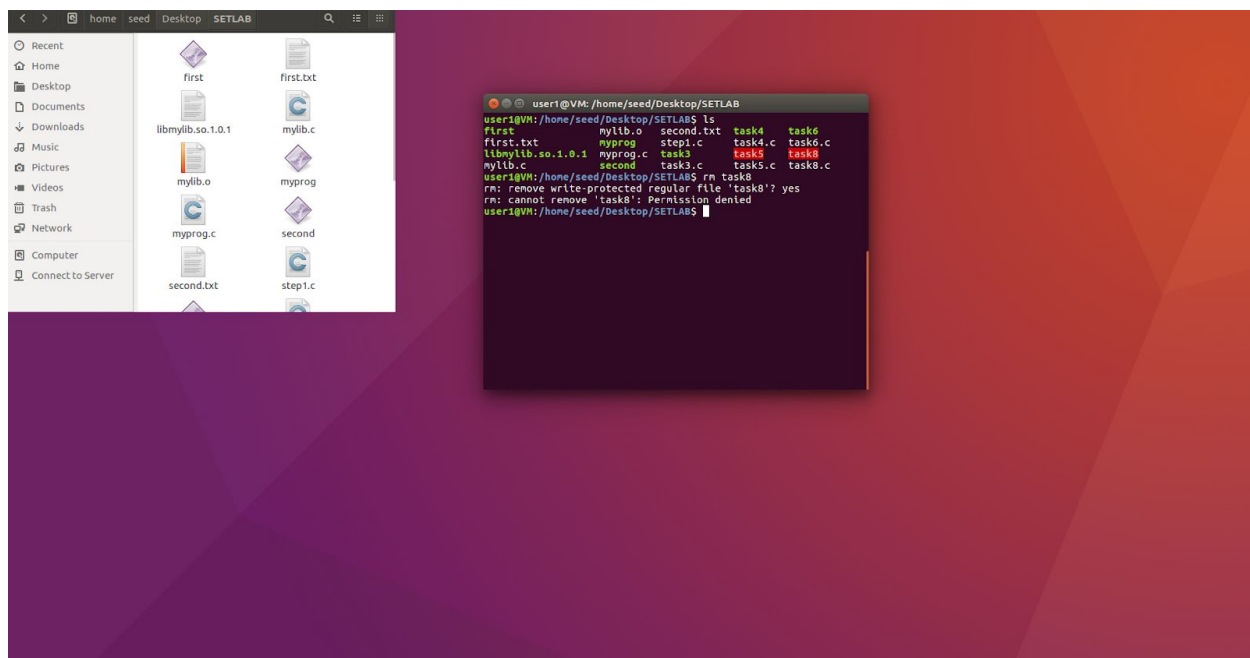 home seed Desktop SETLAB
Recent
Home
Desktop
Documents
Downloads
Music
Pictures
Videos
Trash
Network
Computer
Connect to Server
first first.txt
libmylib.so.1.0.1 mylib.c
mylib.o myprog
myprog.c second
second.txt step1.c
user1@VM: /home/seed/Desktop/SETLAB
user1@VM:/home/seed/Desktop/SETLAB$ ls
first mylib.o second.txt task4 task6
first.txt myprog step1.c task4.c task6.c
libmylib.so.1.0.1 myprog.c task3 task5 task8
mylib.c second task3.c task5.c task8.c
user1@VM:/home/seed/Desktop/SETLAB$ rm task8
rm: remove write-protected regular file 'task8'? yes
rm: cannot remove 'task8': Permission denied
user1@VM:/home/seed/Desktop/SETLAB$